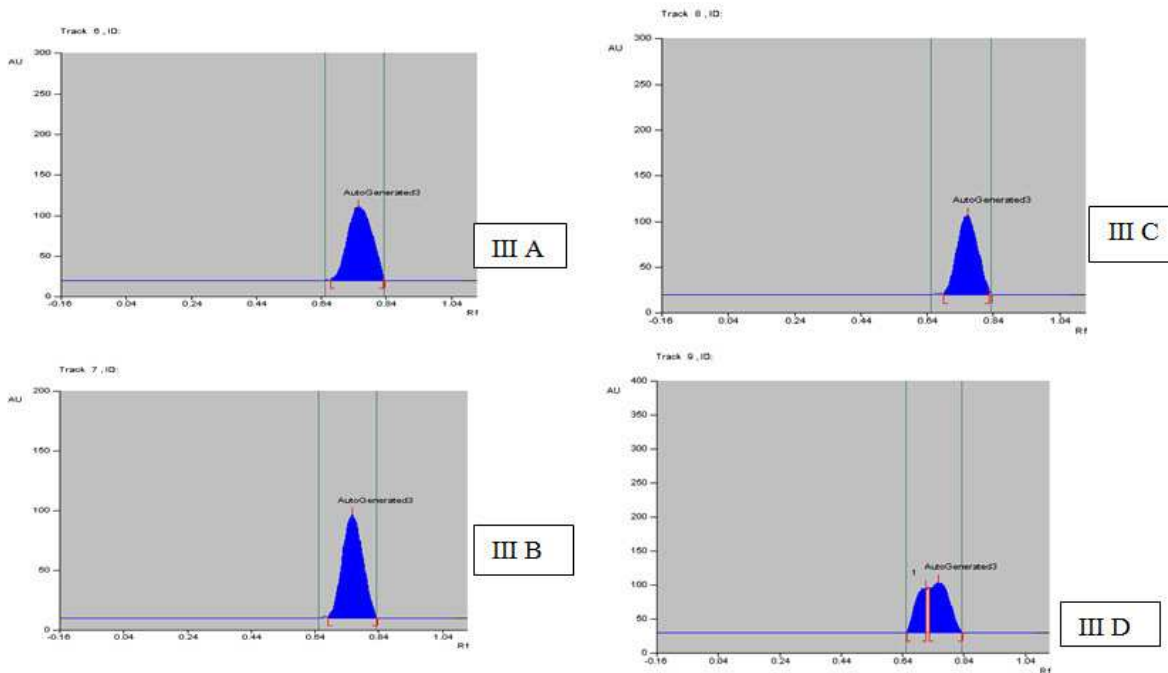 Track 6 , ID:
AU
300
250
200
150
100
50
0
AutoGenerated3
-0.16 0.04 0.24 0.44 0.64 0.84 1.04
Rf
III A
Track 8 , ID:
AU
300
250
200
150
100
50
0
AutoGenerated3
-0.16 0.04 0.24 0.44 0.64 0.84 1.04
Rf
III C
Track 7 , ID:
AU
200
150
100
50
0
AutoGenerated3
-0.16 0.04 0.24 0.44 0.64 0.84 1.04
Rf
III B
Track 9 , ID:
AU
400
350
300
250
200
150
100
50
0
1 AutoGenerated3
-0.16 0.04 0.24 0.44 0.64 0.84 1.04
Rf
III D